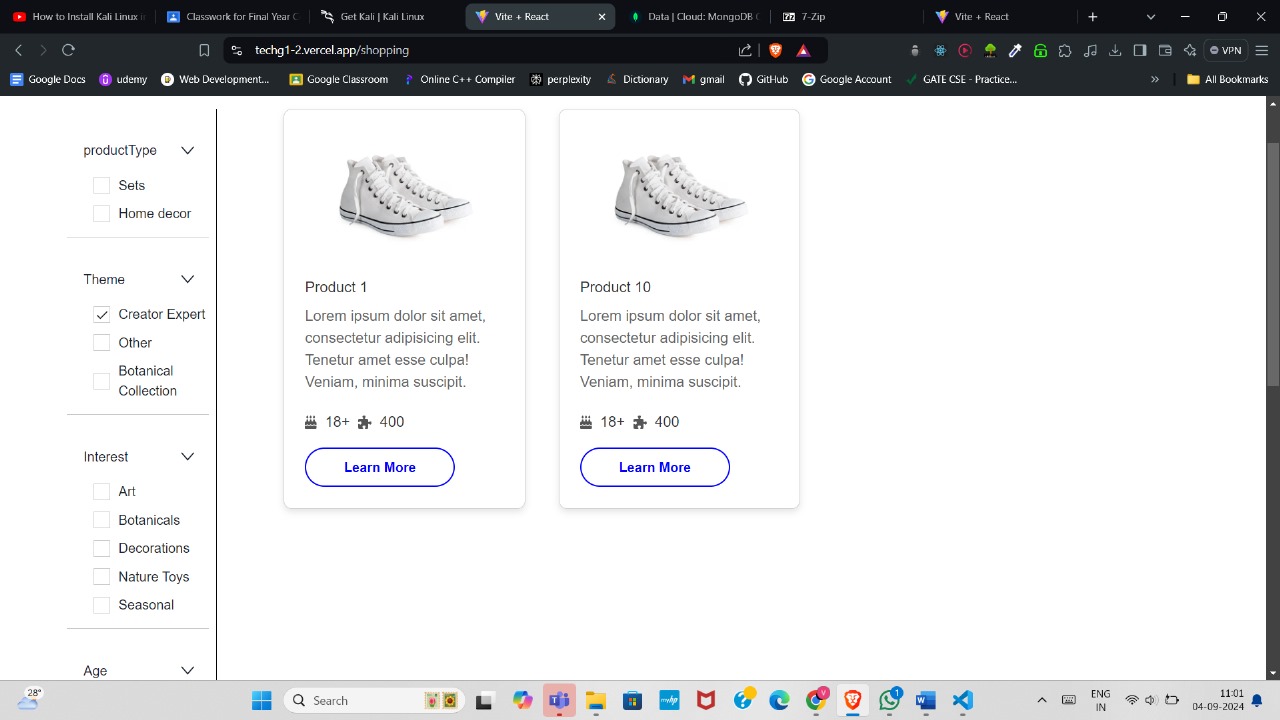 How to Install Kali Linux i
Classwork for Final Year C
Get Kali | Kali Linux
Vite + React
Data | Cloud: MongoDB
7-Zip
Vite + React
techg1-2.vercel.app/shopping
VPN
Google Docs
udemy
Web Development...
Google Classroom
Online C++ Compiler
perplexity
Dictionary
gmail
GitHub
Google Account
GATE CSE - Practice...
All Bookmarks
productType
Sets
Home decor
Theme
Creator Expert
Other
Botanical
Collection
Interest
Art
Botanicals
Decorations
Nature Toys
Seasonal
Age
Product 1
Lorem ipsum dolor sit amet,
consectetur adipisicing elit.
Tenetur amet esse culpa!
Veniam, minima suscipit.
18+ 400
Learn More
Product 10
Lorem ipsum dolor sit amet,
consectetur adipisicing elit.
Tenetur amet esse culpa!
Veniam, minima suscipit.
18+ 400
Learn More
28°
Search
ENG
IN
11:01
04-09-2024